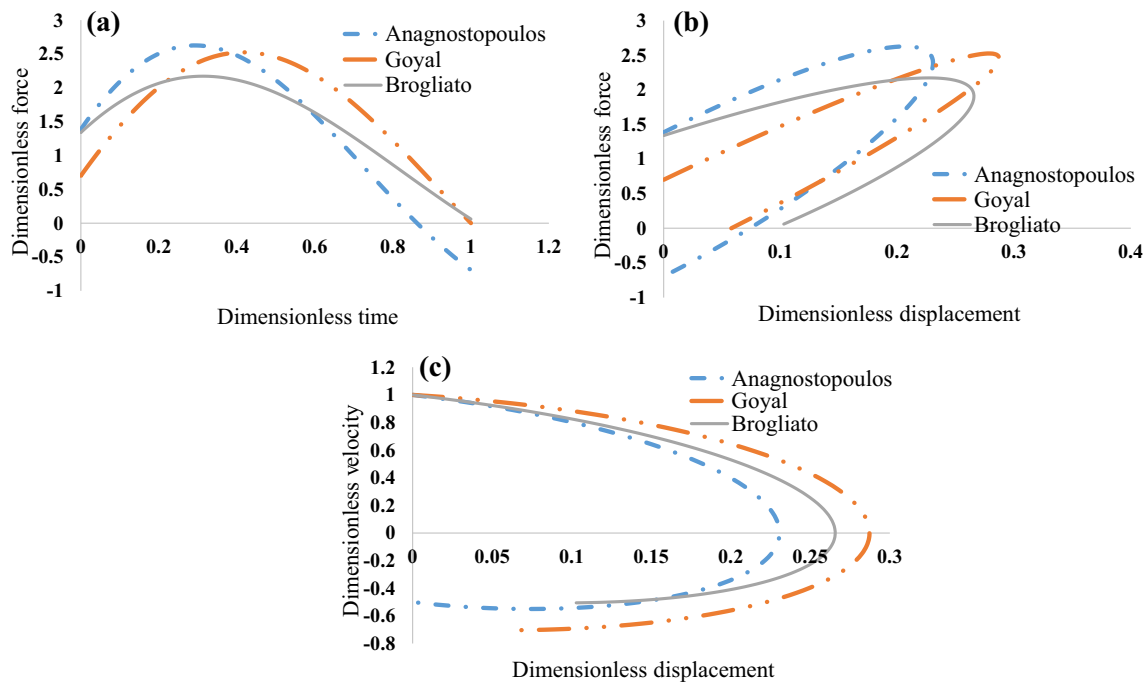 (a)
Anagnostopoulos
Goyal
Brogliato
Dimensionless force
3
2.5
2
1.5
1
0.5
0
-0.5
-1
0 0.2 0.4 0.6 0.8 1 1.2
Dimensionless time
(b)
Anagnostopoulos
Goyal
Brogliato
Dimensionless force
3
2.5
2
1.5
1
0.5
0
-0.5
-1
0 0.1 0.2 0.3 0.4
Dimensionless displacement
(c)
Anagnostopoulos
Goyal
Brogliato
Dimensionless velocity
1.2
1
0.8
0.6
0.4
0.2
0
-0.2
-0.4
-0.6
-0.8
0 0.05 0.1 0.15 0.2 0.25 0.3
Dimensionless displacement